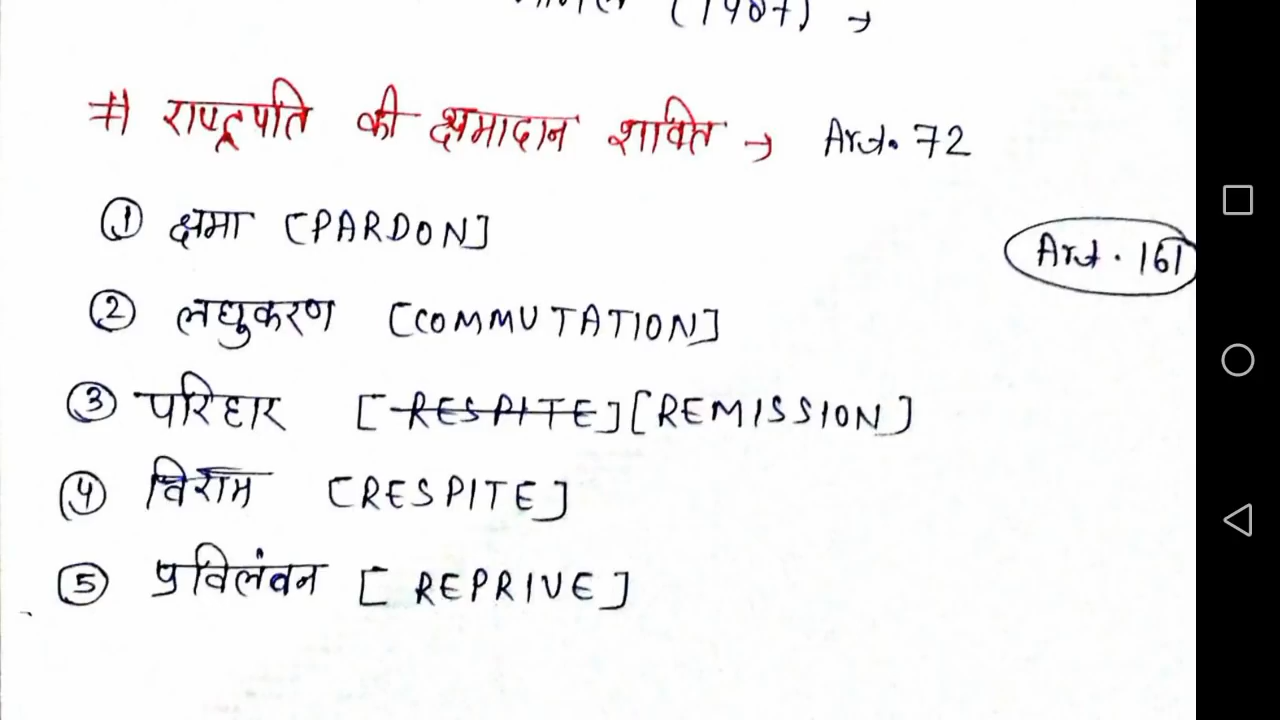 (1987) →
# राष्ट्रपति की क्षमादान शक्ति → Art. 72
① क्षमा [PARDON]
Art. 161
② लघुकरण [COMMUTATION]
③ परिहार [RESPITE] [REMISSION]
④ विराम [RESPITE]
⑤ प्रविलंबन [REPRIVE]